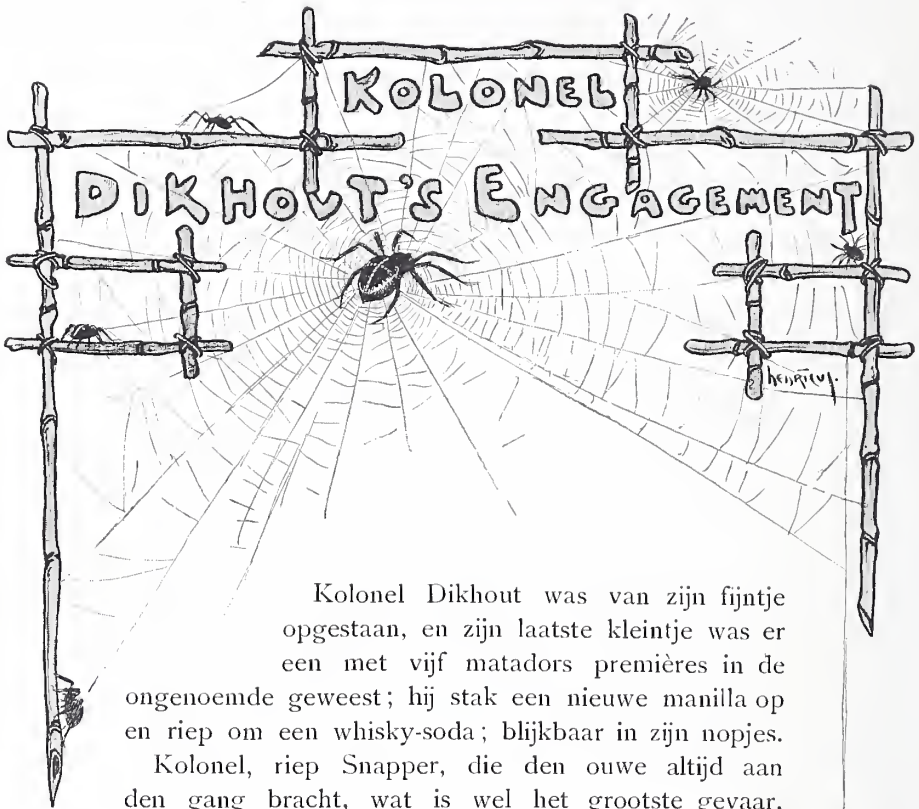 KOLONEL
DIKHOUT'S ENGAGEMENT
henricus.
Kolonel Dikhout was van zijn fijntje
opgestaan, en zijn laatste kleintje was er
een met vijf matadors premières in de
ongenoemde geweest; hij stak een nieuwe manilla op
en riep om een whisky-soda; blijkbaar in zijn nopjes.
Kolonel, riep Snapper, die den ouwe altijd aan
den gang bracht, wat is wel het grootste gevaar,